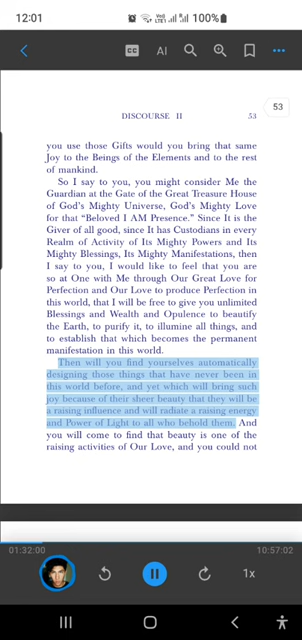 12:01
100%
CC
AI
DISCOURSE II 53
53
you use those Gifts would you bring that same
Joy to the Beings of the Elements and to the rest
of mankind.
So I say to you, you might consider Me the
Guardian at the Gate of the Great Treasure House
of God's Mighty Universe, God's Mighty Love
for that "Beloved I AM Presence." Since It is the
Giver of all good, since It has Custodians in every
Realm of Activity of Its Mighty Powers and Its
Mighty Blessings, Its Mighty Manifestations, then
I say to you, I would like to feel that you are
so at One with Me through Our Great Love for
Perfection and Our Love to produce Perfection in
this world, that I will be free to give you unlimited
Blessings and Wealth and Opulence to beautify
the Earth, to purify it, to illumine all things, and
to establish that which becomes the permanent
manifestation in this world.
Then will you find yourselves automatically
designing those things that have never been in
this world before, and yet which will bring such
joy because of their sheer beauty that they will be
a raising influence and will radiate a raising energy
and Power of Light to all who behold them. And
you will come to find that beauty is one of the
raising activities of Our Love, and you could not
01:32:00 10:57:02
1x